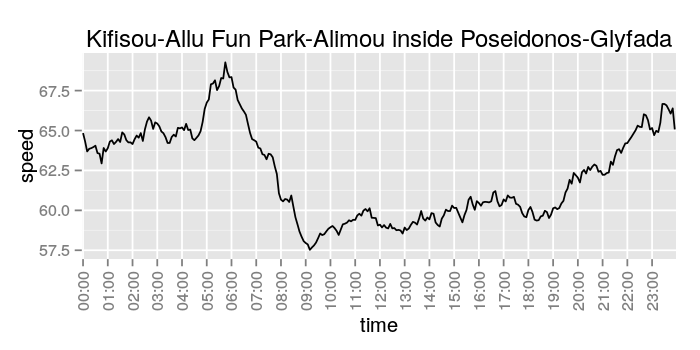 Kifisou-Allu Fun Park-Alimou inside Poseidonos-Glyfada
speed
67.5
65.0
62.5
60.0
57.5
00:00 01:00 02:00 03:00 04:00 05:00 06:00 07:00 08:00 09:00 10:00 11:00 12:00 13:00 14:00 15:00 16:00 17:00 18:00 19:00 20:00 21:00 22:00 23:00
time